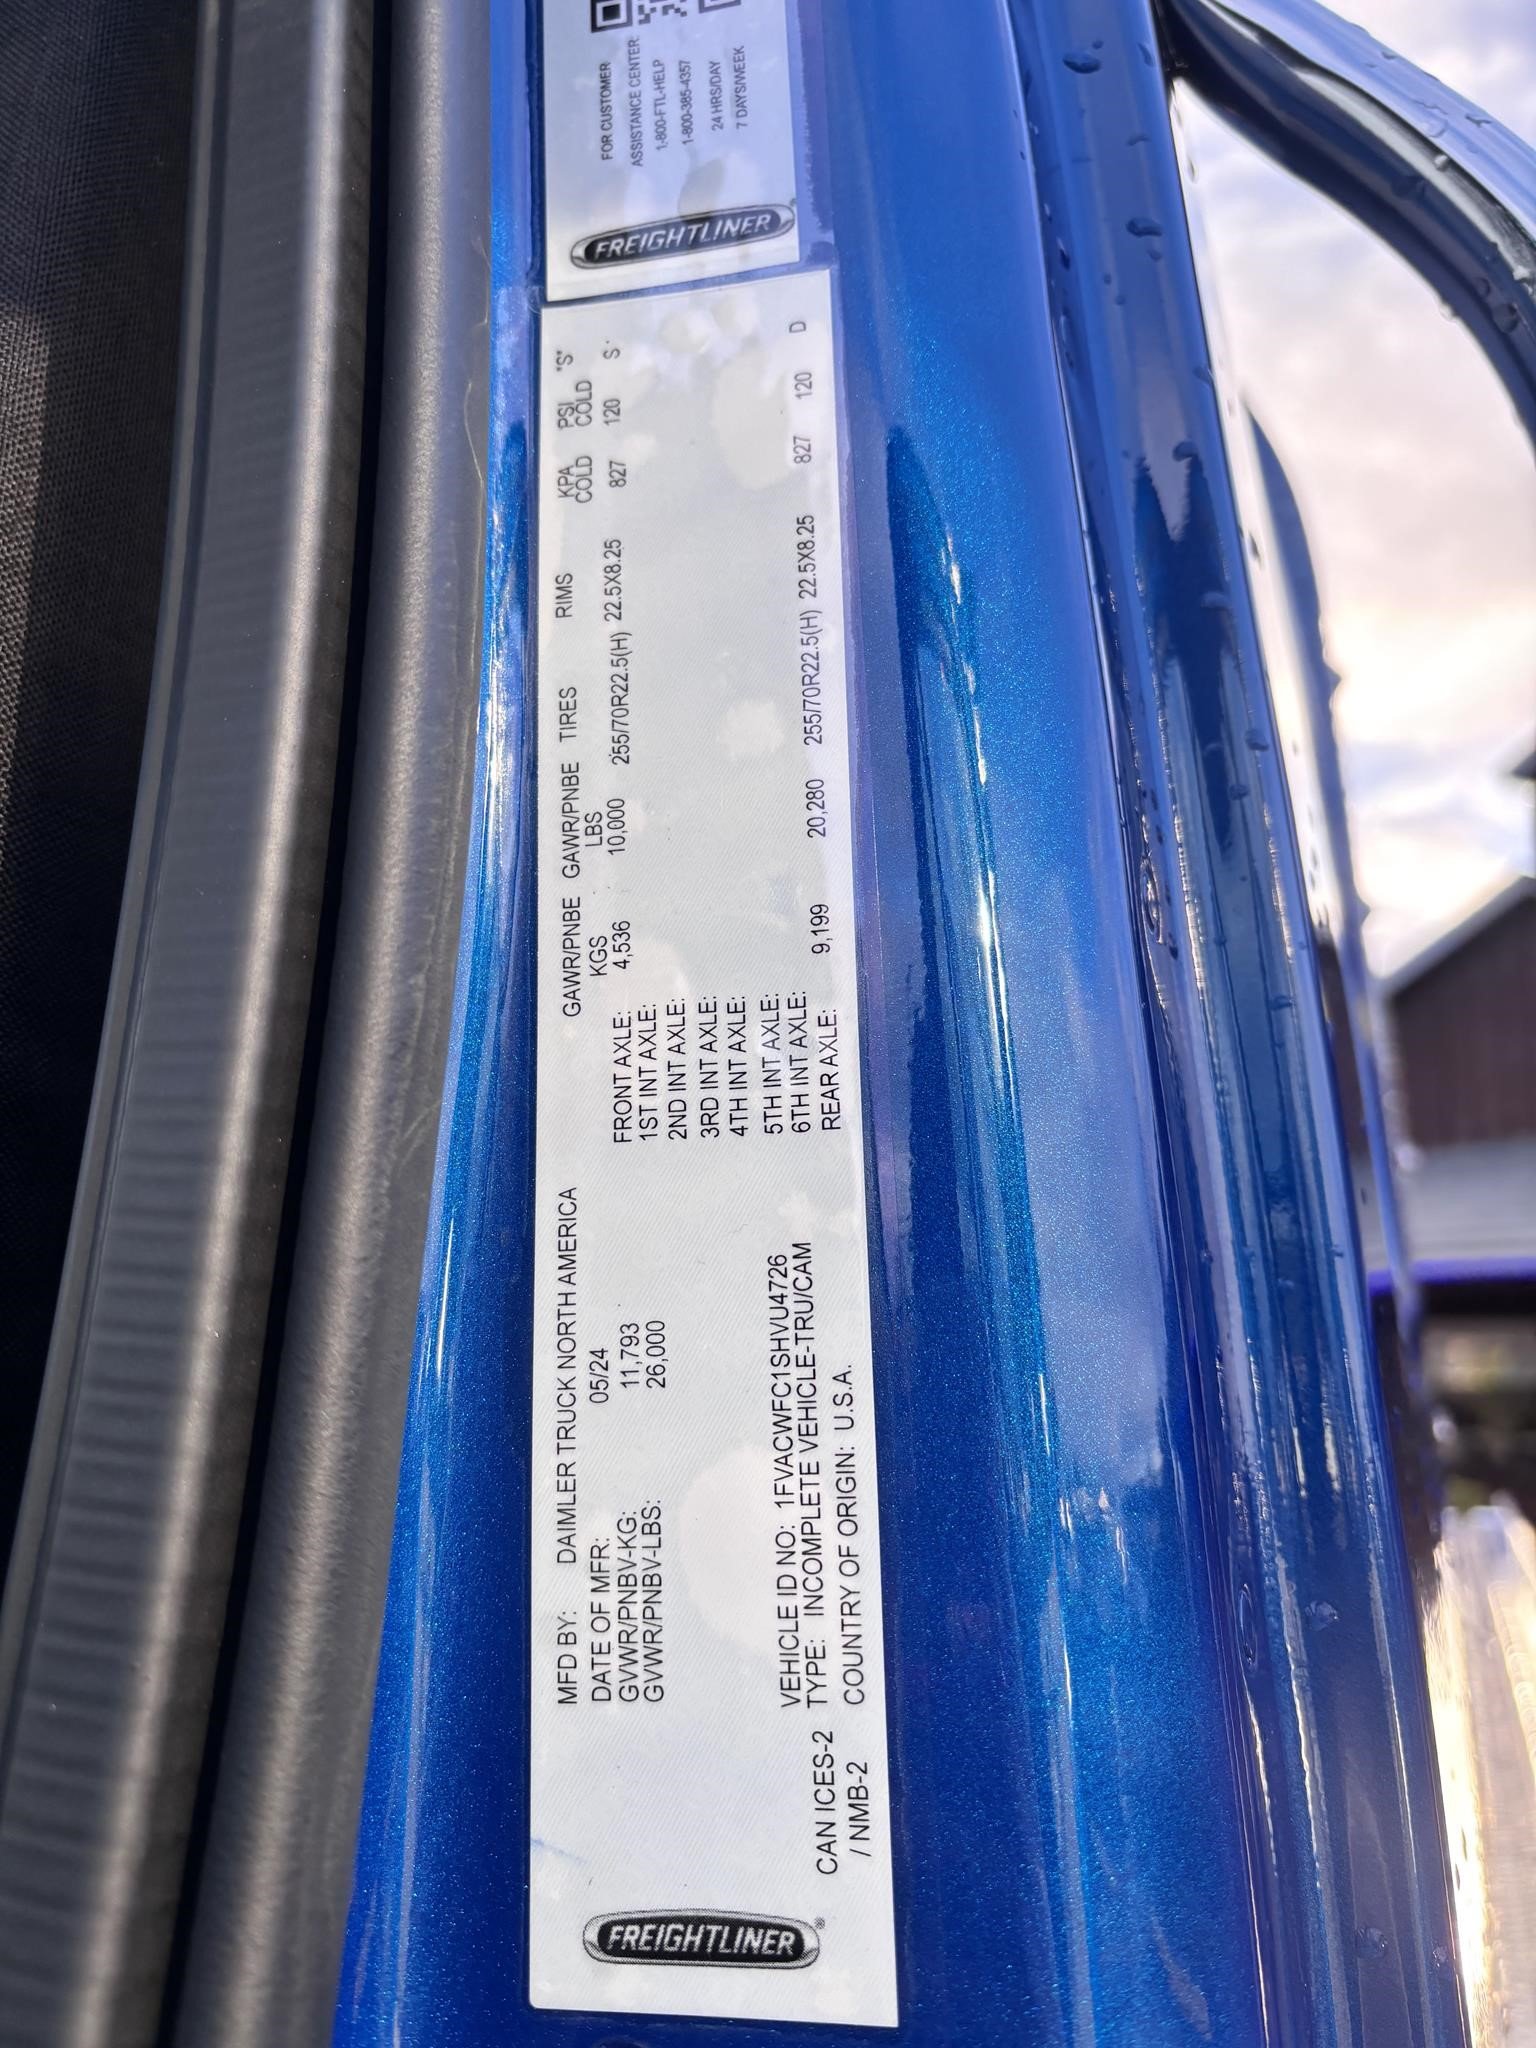 FREIGHTLINER®
CAN ICES-2
/ NMB-2
MFD BY: DAIMLER TRUCK NORTH AMERICA
DATE OF MFR: 05/24
GVWR/PNBV-KG: 11,793
GVWR/PNBV-LBS: 26,000
VEHICLE ID NO: 1FVACWFC1SHVU4726
TYPE: INCOMPLETE VEHICLE-TRU/CAM
COUNTRY OF ORIGIN: U.S.A.
GAWR/PNBE GAWR/PNBE TIRES RIMS KPA PSI "S"
KGS LBS COLD COLD
FRONT AXLE: 4,536 10,000 255/70R22.5(H) 22.5X8.25 827 120 S
1ST INT AXLE:
2ND INT AXLE:
3RD INT AXLE:
4TH INT AXLE:
5TH INT AXLE:
6TH INT AXLE:
REAR AXLE: 9,199 20,280 255/70R22.5(H) 22.5X8.25 827 120 D
FREIGHTLINER®
FOR CUSTOMER
ASSISTANCE CENTER:
1-800-FTL-HELP
1-800-385-4357
24 HRS/DAY
7 DAYS/WEEK